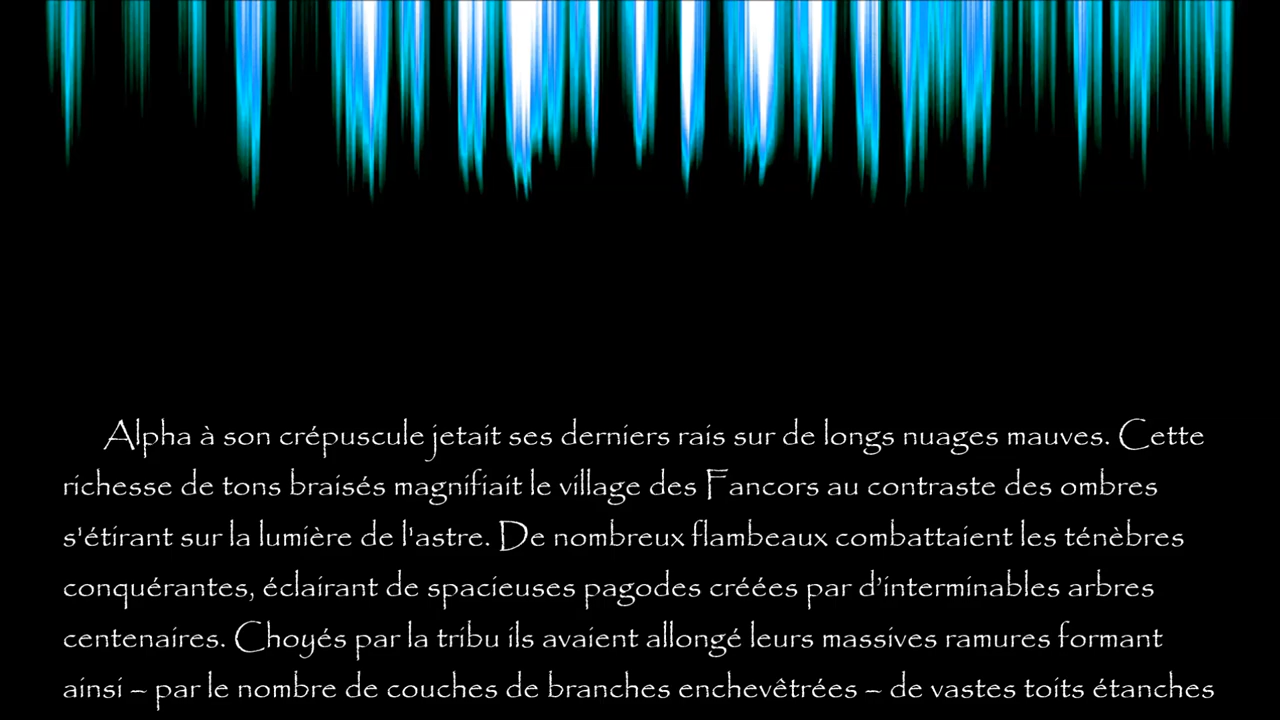 Alpha à son crépuscule jetait ses derniers rais sur de longs nuages mauves. Cette
richesse de tons braisés magnifiait le village des Fancors au contraste des ombres
s'étirant sur la lumière de l'astre. De nombreux flambeaux combattaient les ténèbres
conquérantes, éclairant de spacieuses pagodes créées par d’interminables arbres
centenaires. Choyés par la tribu ils avaient allongé leurs massives ramures formant
ainsi – par le nombre de couches de branches enchevêtrées – de vastes toits étanches